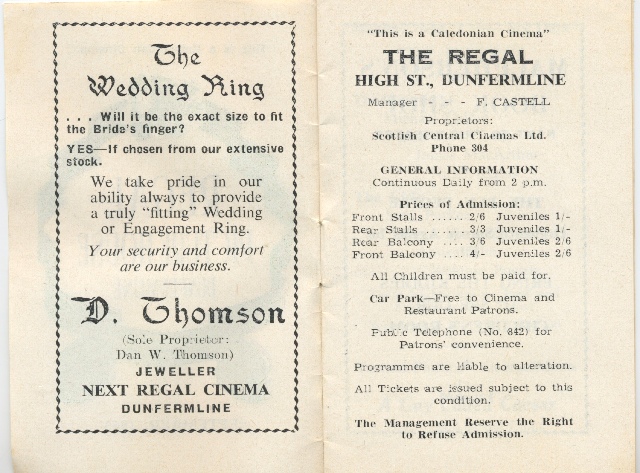 The
Wedding Ring
. . . Will it be the exact size to fit
the Bride's finger?
YES—If chosen from our extensive
stock.
We take pride in our
ability always to provide
a truly "fitting" Wedding
or Engagement Ring.
Your security and comfort
are our business.
D. Thomson
(Sole Proprietor:
Dan W. Thomson)
JEWELLER
NEXT REGAL CINEMA
DUNFERMLINE
"This is a Caledonian Cinema"
THE REGAL
HIGH ST., DUNFERMLINE
Manager - - - F. CASTELL
Proprietors:
Scottish Central Cinemas Ltd.
Phone 304
GENERAL INFORMATION
Continuous Daily from 2 p.m.
Prices of Admission:
Front Stalls ....... 2/6 Juveniles 1/-
Rear Stalls ........ 3/3 Juveniles 1/-
Rear Balcony .... 3/6 Juveniles 2/6
Front Balcony .... 4/- Juveniles 2/6
All Children must be paid for.
Car Park—Free to Cinema and
Restaurant Patrons.
Public Telephone (No. 842) for
Patrons' convenience.
Programmes are liable to alteration.
All Tickets are issued subject to this
condition.
The Management Reserve the Right
to Refuse Admission.